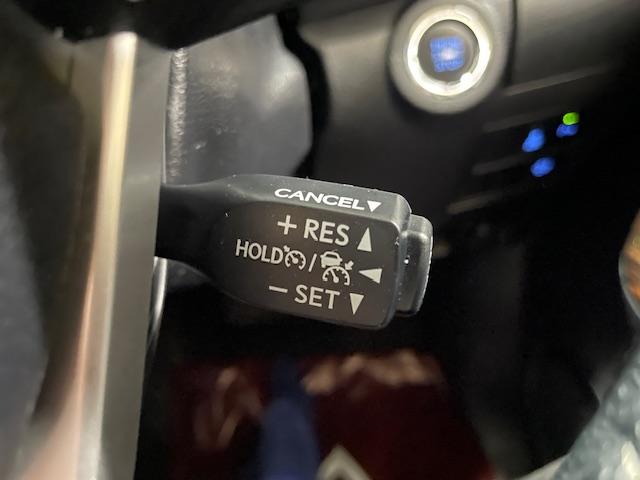 CANCEL▼
+ RES ▲
HOLD / ◀
− SET ▼